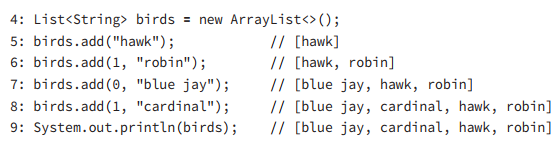 4: List<String> birds = new ArrayList<>();
5: birds.add("hawk"); // [hawk]
6: birds.add(1, "robin"); // [hawk, robin]
7: birds.add(0, "blue jay"); // [blue jay, hawk, robin]
8: birds.add(1, "cardinal"); // [blue jay, cardinal, hawk, robin]
9: System.out.println(birds); // [blue jay, cardinal, hawk, robin]